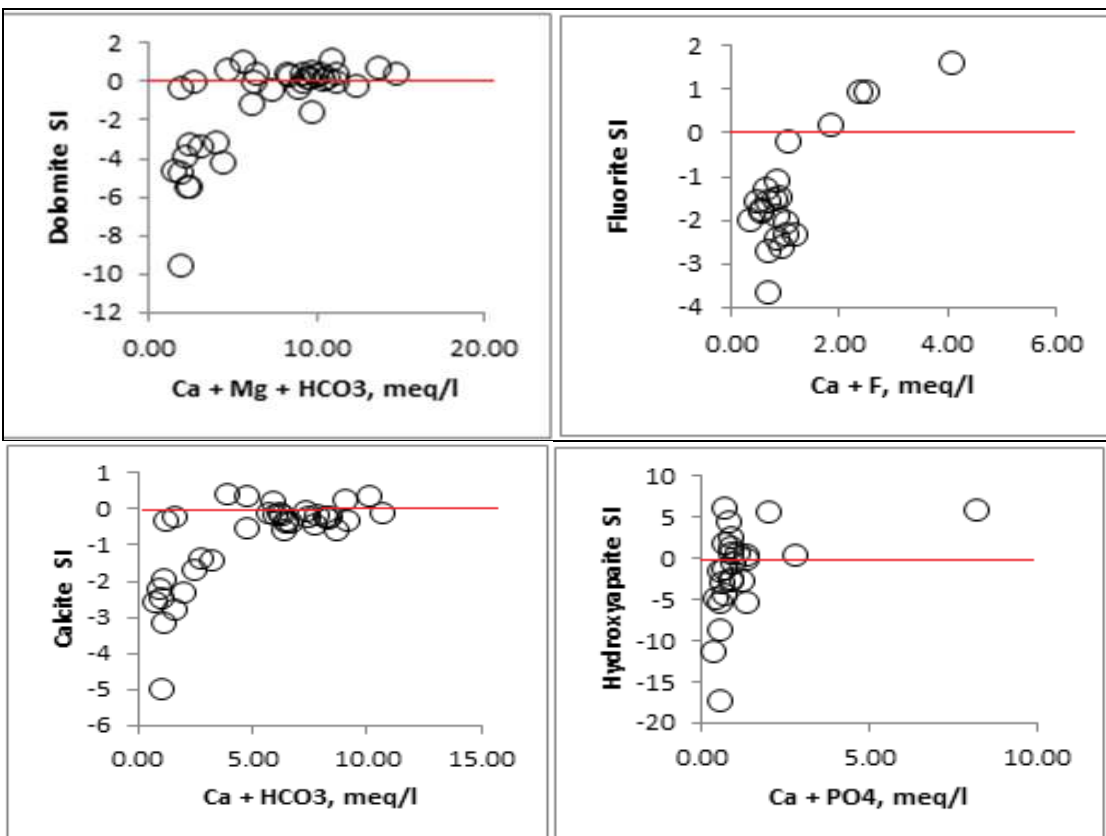 Dolomite SI
2
0
-2
-4
-6
-8
-10
-12
0.00 10.00 20.00
Ca + Mg + HCO3, meq/l
Fluorite SI
2
1
0
-1
-2
-3
-4
0.00 2.00 4.00 6.00
Ca + F, meq/l
Calcite SI
1
0
-1
-2
-3
-4
-5
-6
0.00 5.00 10.00 15.00
Ca + HCO3, meq/l
Hydroxyapaite SI
10
5
0
-5
-10
-15
-20
0.00 5.00 10.00
Ca + PO4, meq/l